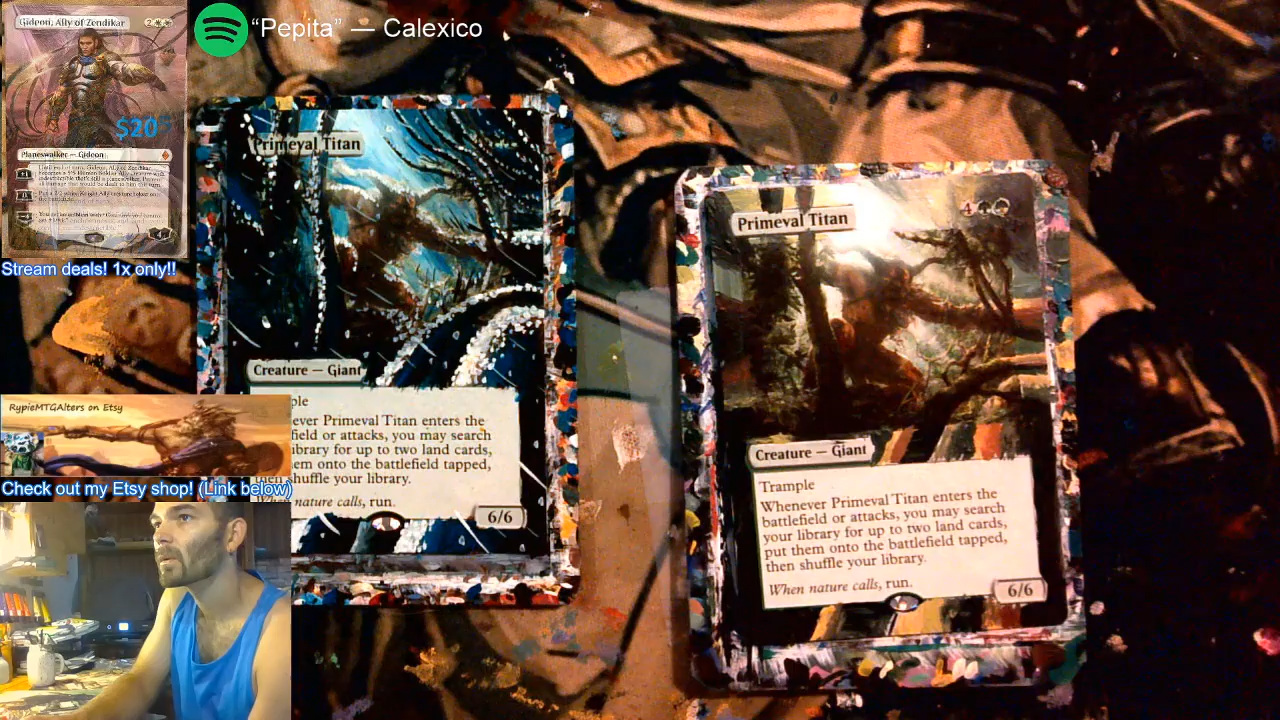 Gideon, Ally of Zendikar
$20
Planeswalker — Gideon
Stream deals! 1x only!!
"Pepita" — Calexico
RypieMTGAlters on Etsy
Check out my Etsy shop! (Link below)
Primeval Titan
Creature — Giant
ple
ever Primeval Titan enters the
field or attacks, you may search
ibrary for up to two land cards,
em onto the battlefield tapped,
then shuffle your library.
When nature calls, run.
6/6
Primeval Titan
4
Creature — Giant
Trample
Whenever Primeval Titan enters the
battlefield or attacks, you may search
your library for up to two land cards,
put them onto the battlefield tapped,
then shuffle your library.
When nature calls, run.
6/6